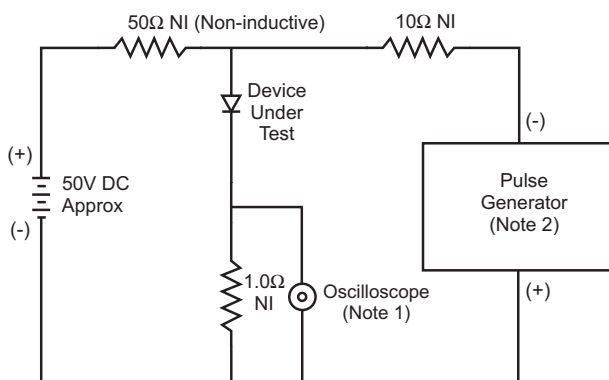 50Ω NI (Non-inductive)
10Ω NI
Device
Under
Test
(+)
50V DC
Approx
(-)
(-)
Pulse
Generator
(Note 2)
(+)
1.0Ω
NI
Oscilloscope
(Note 1)